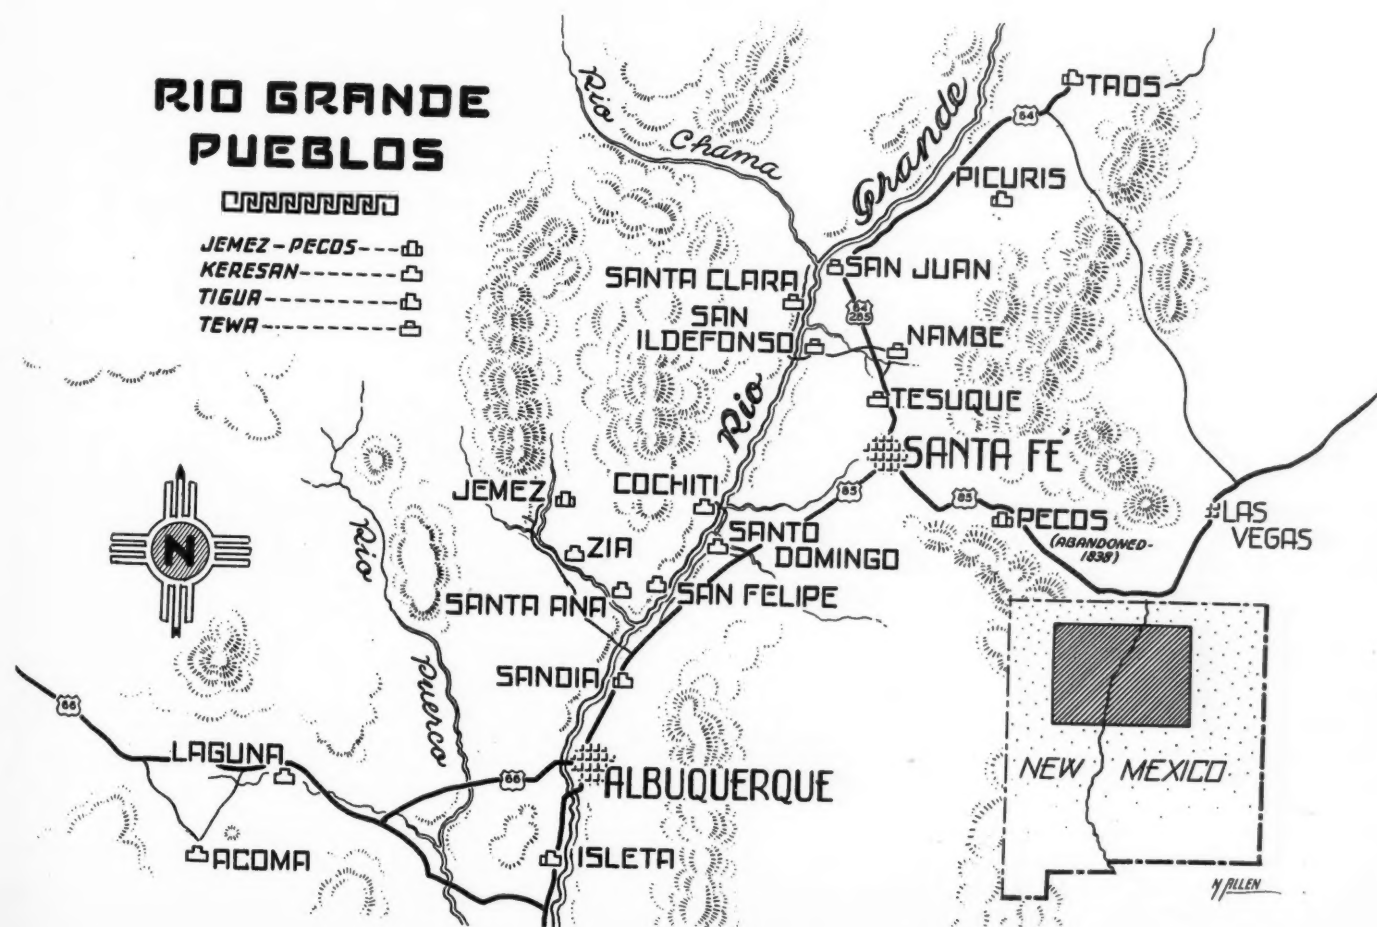 RIO GRANDE
PUEBLOS
JEMEZ-PECOS
KERESAN
TIGUA
TEWA
Rio
Chama
Grande
64
TAOS
PICURIS
SAN JUAN
SANTA CLARA
64
285
SAN
ILDEFONSO
NAMBE
TESUQUE
Rio
SANTA FÉ
COCHITI
85
JEMEZ
85
PECOS
(ABANDONED-
1838)
LAS
VEGAS
SANTO
DOMINGO
ZIA
Rio
Puerco
N
SANTA ANA
SAN FELIPE
SANDIA
66
LAGUNA
66
ALBUQUERQUE
ACOMA
ISLETA
NEW MEXICO
N ALLEN